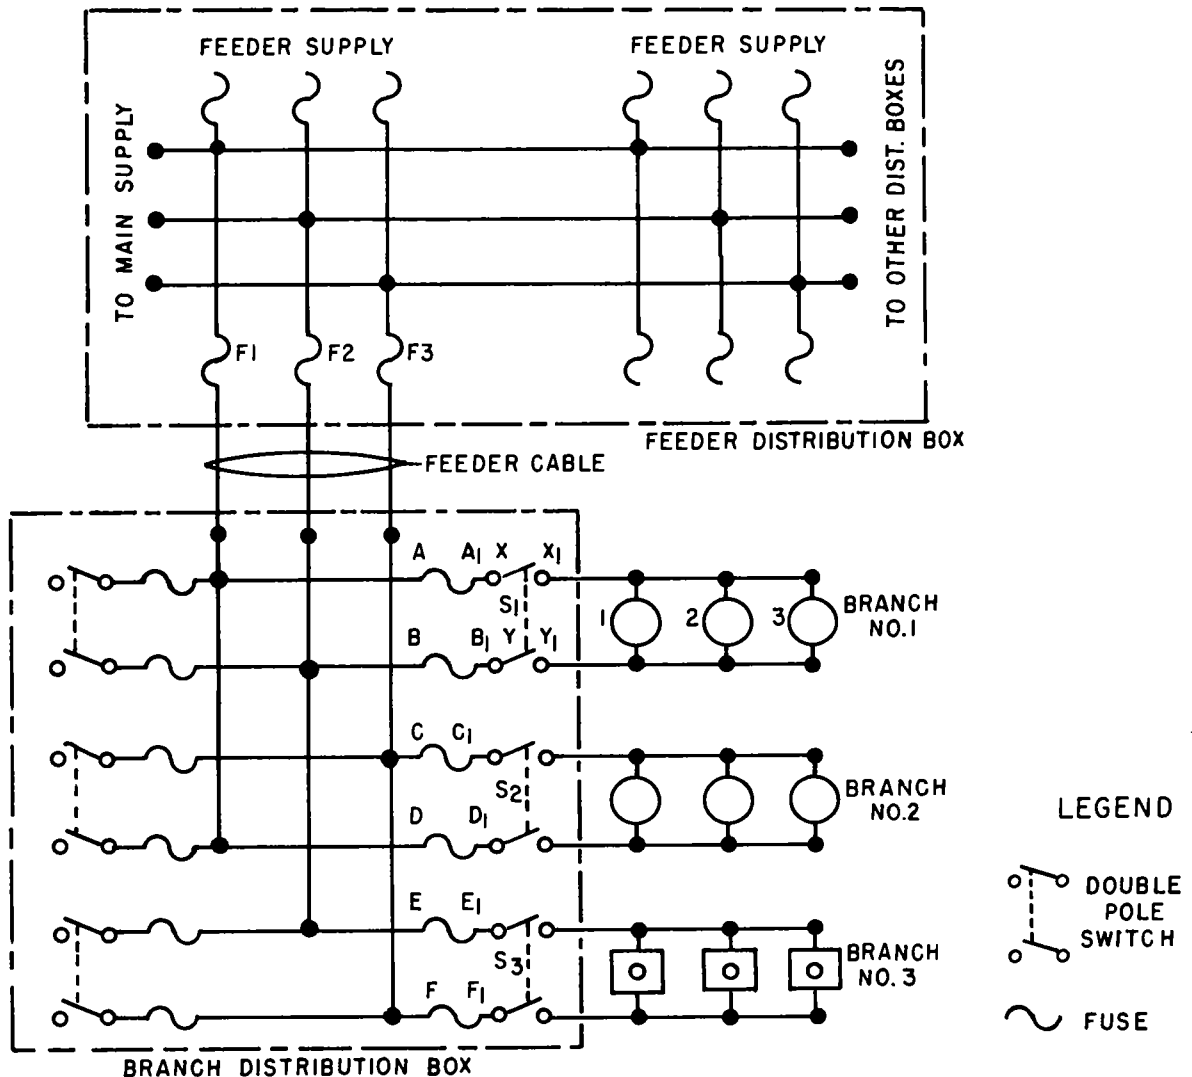 FEEDER SUPPLY
FEEDER SUPPLY
TO MAIN SUPPLY
TO OTHER DIST. BOXES
F1
F2
F3
FEEDER DISTRIBUTION BOX
FEEDER CABLE
A A1 X X1
S1
1 2 3
BRANCH
NO.1
B B1 Y Y1
C C1
S2
BRANCH
NO.2
D D1
LEGEND
E E1
S3
BRANCH
NO. 3
F F1
DOUBLE
POLE
SWITCH
FUSE
BRANCH DISTRIBUTION BOX